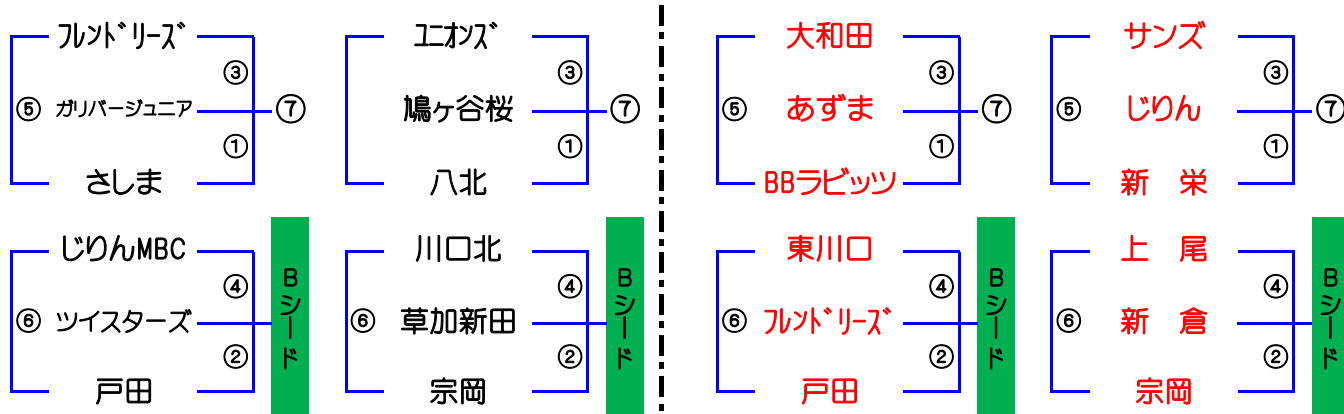 フレンドリーズ ユニオンズ 大和田 サンズ
③ ③ ③ ③
⑤ ガリバージュニア ⑦ 鳩ヶ谷桜 ⑦ ⑤ あずま ⑦ ⑤ じりん ⑦
① ① ① ①
さしま 八北 BBラビッツ 新 栄
じりんMBC 川口北 東川口 上 尾
④ ④ ④ ④
⑥ ツイスターズ Bシード ⑥ 草加新田 Bシード ⑥ フレンドリーズ Bシード ⑥ 新 倉 Bシード
② ② ② ②
戸田 宗岡 戸田 宗岡